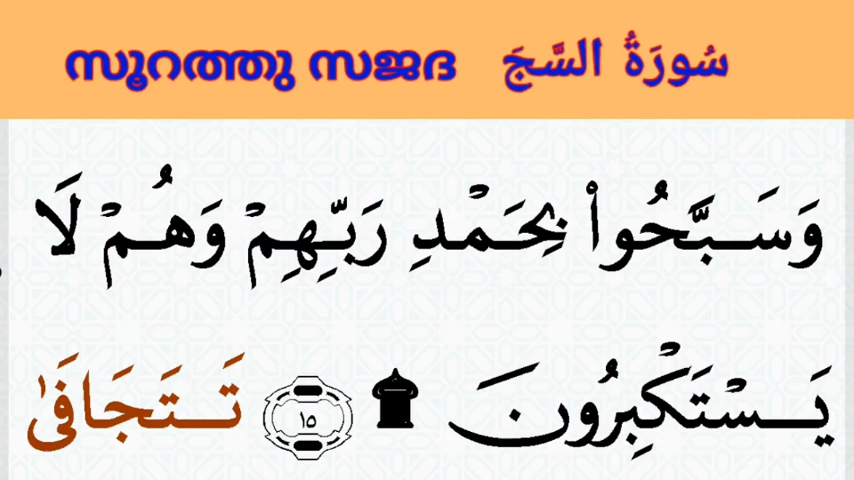 സൂറത്തു സജദ سُورَةُ السَّجَ
وَسَبَّحُوا۟ بِحَمْدِ رَبِّهِمْ وَهُمْ لَا
يَسْتَكْبِرُونَ ۩ ١٥ تَتَجَافَىٰ